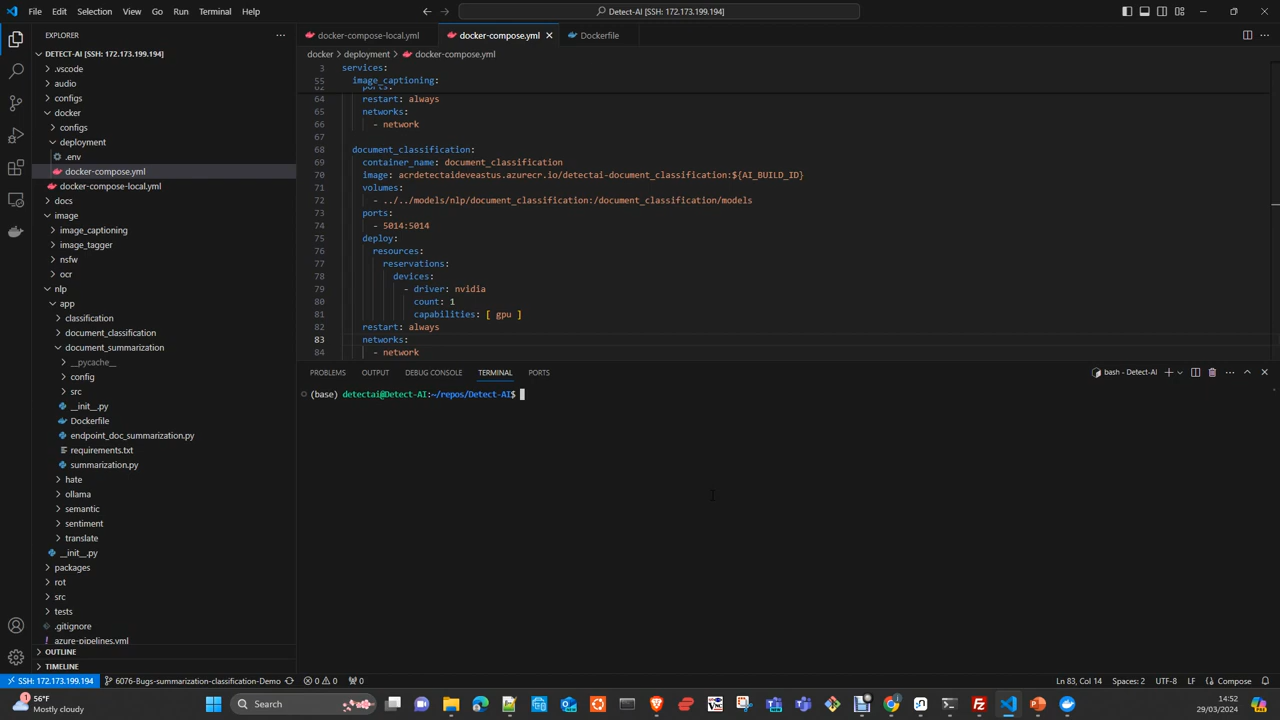 File Edit Selection View Go Run Terminal Help
Detect-AI [SSH: 172.173.199.194]
EXPLORER
DETECT-AI [SSH: 172.173.199.194]
.vscode
audio
configs
docker
configs
deployment
.env
docker-compose.yml
docker-compose-local.yml
docs
image
image_captioning
image_tagger
nsfw
ocr
nlp
app
classification
document_classification
document_summarization
__pycache__
config
src
__init__.py
Dockerfile
endpoint_doc_summarization.py
requirements.txt
summarization.py
hate
ollama
semantic
sentiment
translate
__init__.py
packages
rot
src
tests
.gitignore
azure-pipelines.yml
OUTLINE
TIMELINE
docker-compose-local.yml docker-compose.yml Dockerfile
docker > deployment > docker-compose.yml
3 services:
55 image_captioning:
62 ports:
64 restart: always
65 networks:
66 - network
67
68 document_classification:
69 container_name: document_classification
70 image: acrdetectaideveastus.azurecr.io/detectai-document_classification:${AI_BUILD_ID}
71 volumes:
72 - ../../models/nlp/document_classification:/document_classification/models
73 ports:
74 - 5014:5014
75 deploy:
76 resources:
77 reservations:
78 devices:
79 - driver: nvidia
80 count: 1
81 capabilities: [ gpu ]
82 restart: always
83 networks:
84 - network
PROBLEMS OUTPUT DEBUG CONSOLE TERMINAL PORTS
bash - Detect-AI
(base) detectai@Detect-AI:~/repos/Detect-AI$
SSH: 172.173.199.194 6076-Bugs-summarization-classification-Demo 0 0 0 Ln 83, Col 14 Spaces: 2 UTF-8 LF Compose
1
56°F
Mostly cloudy
Search
14:52
29/03/2024